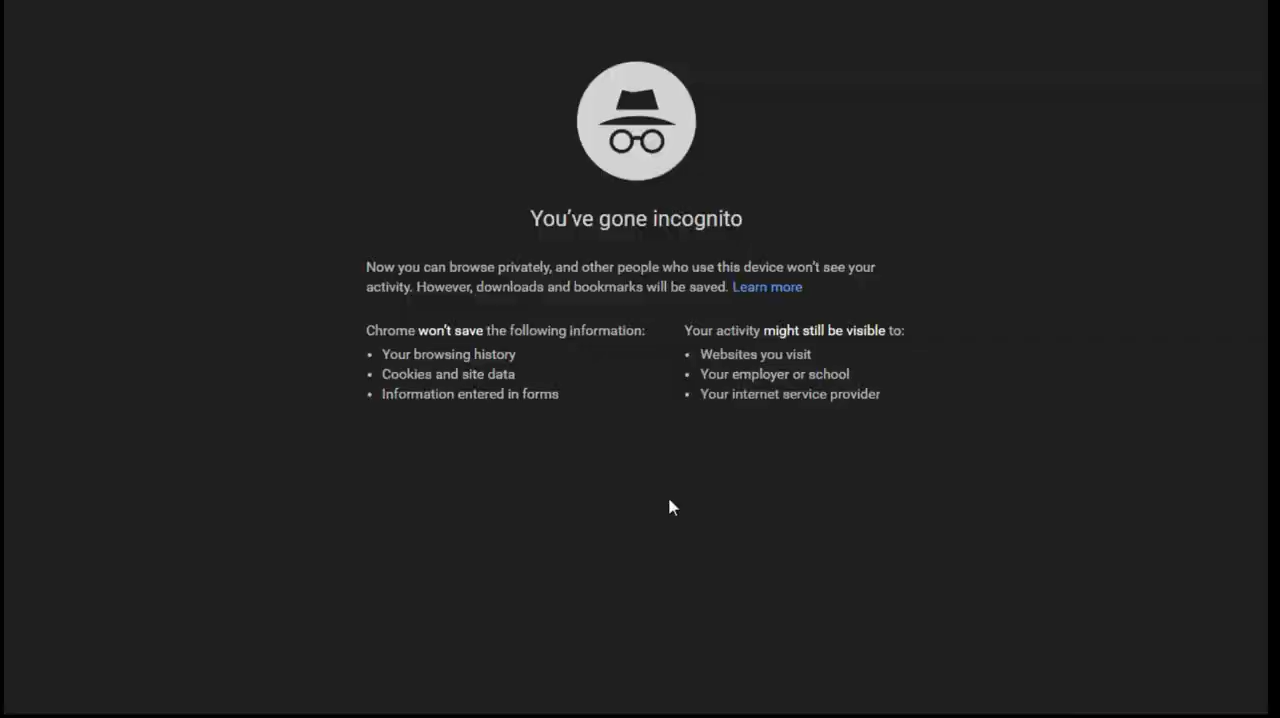 You’ve gone incognito
Now you can browse privately, and other people who use this device won’t see your
activity. However, downloads and bookmarks will be saved. Learn more
Chrome won’t save the following information:
• Your browsing history
• Cookies and site data
• Information entered in forms
Your activity might still be visible to:
• Websites you visit
• Your employer or school
• Your internet service provider